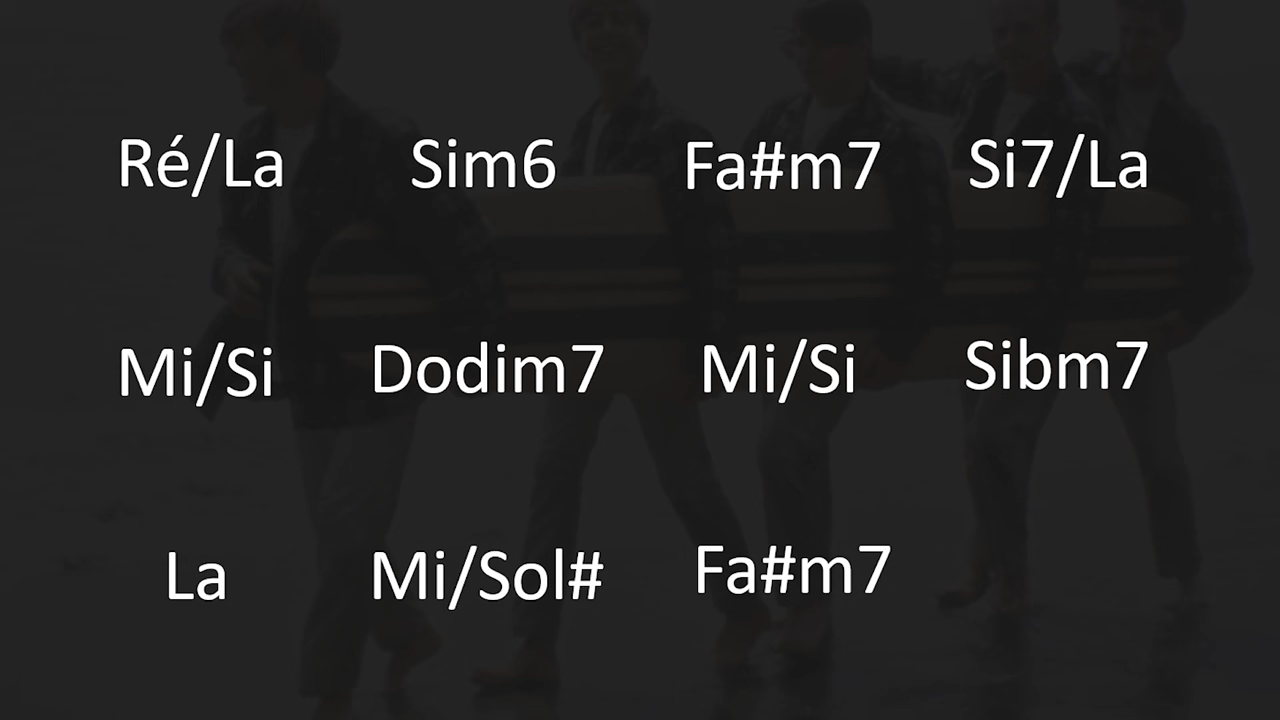 Ré/La Sim6 Fa#m7 Si7/La
Mi/Si Dodim7 Mi/Si Sibm7
La Mi/Sol# Fa#m7